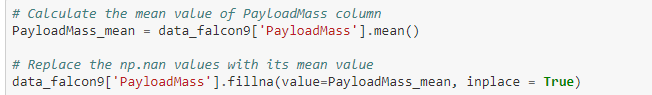 # Calculate the mean value of PayloadMass column
PayloadMass_mean = data_falcon9['PayloadMass'].mean()
# Replace the np.nan values with its mean value
data_falcon9['PayloadMass'].fillna(value=PayloadMass_mean, inplace = True)